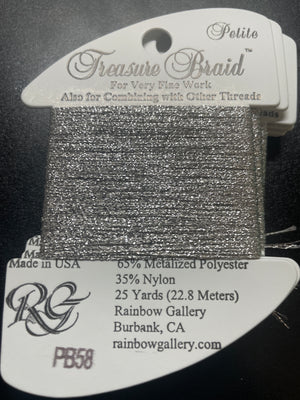 Petite
Treasure Braid™
For Very Fine Work
Also for Combining with Other Threads
Made in USA
65% Metalized Polyester
35% Nylon
25 Yards (22.8 Meters)
RG
Rainbow Gallery
Burbank, CA
PB58
rainbowgallery.com